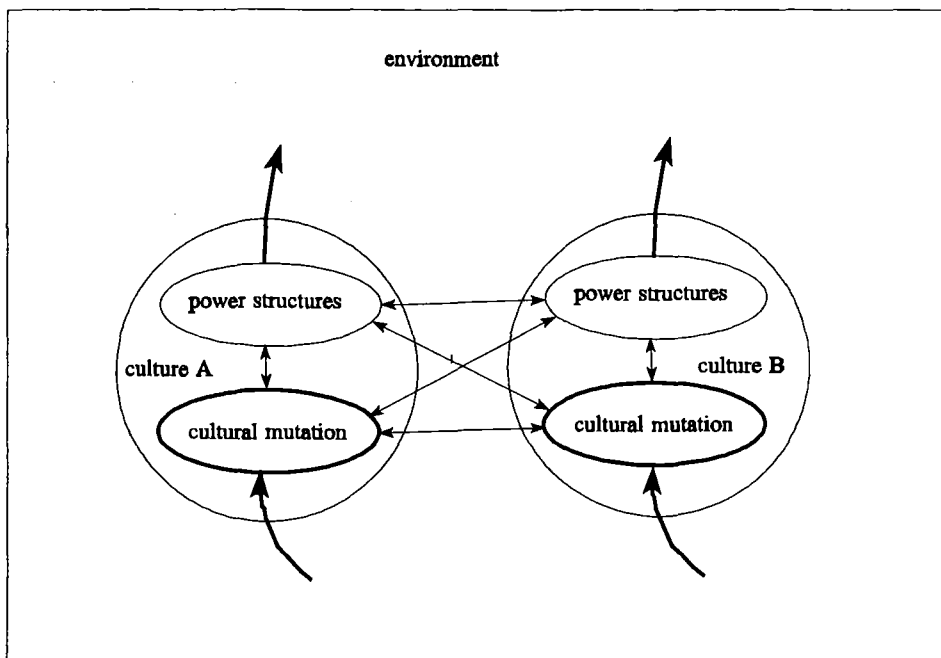 environment
power structures
power structures
culture A
culture B
cultural mutation
cultural mutation